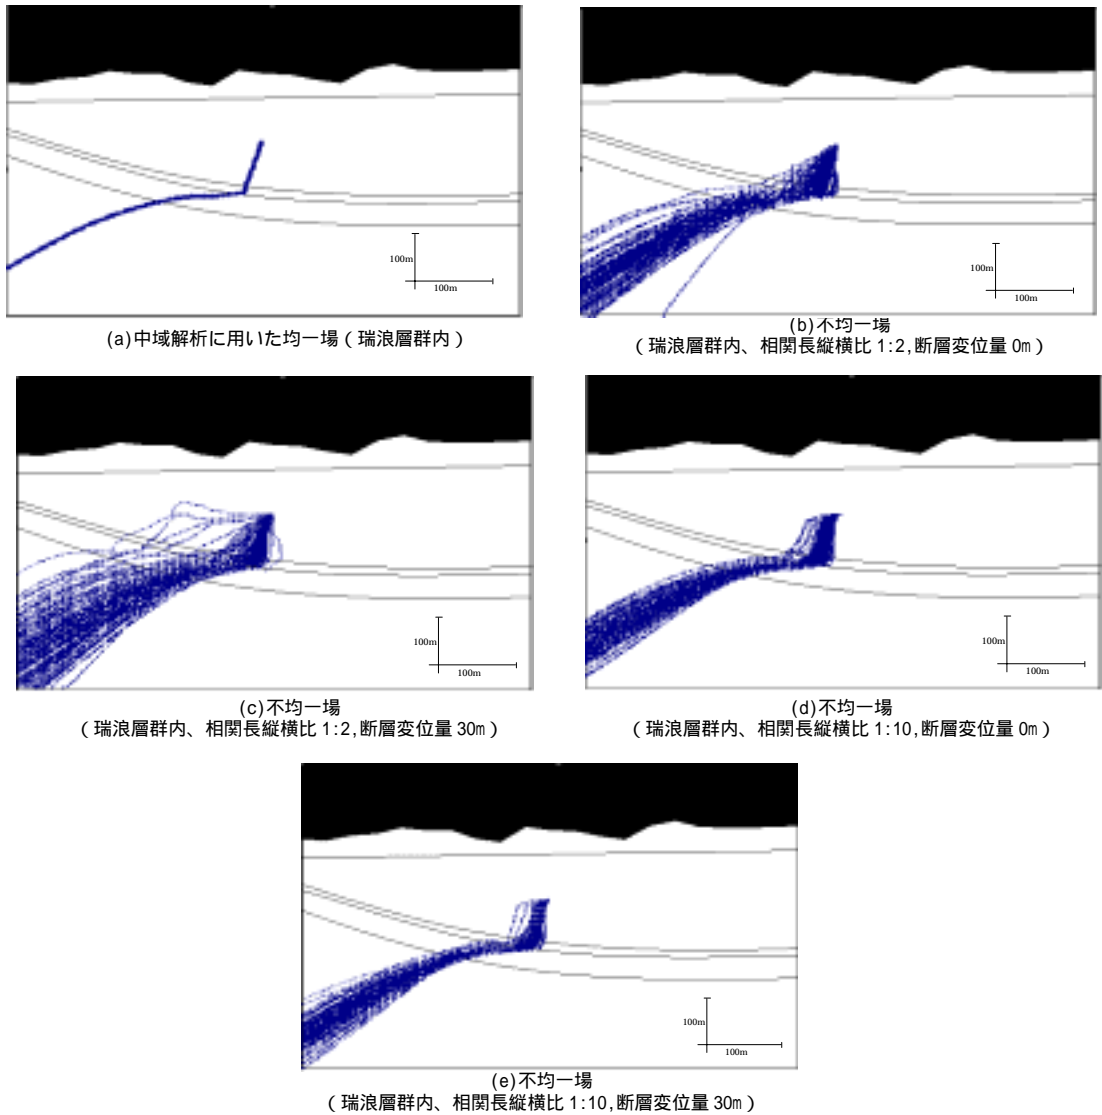 100m
100m
(a)中域解析に用いた均一場(瑞浪層群内)
100m
100m
(b)不均一場
(瑞浪層群内、相関長縦横比 1:2,断層変位量 0m)
100m
100m
(c)不均一場
(瑞浪層群内、相関長縦横比 1:2,断層変位量 30m)
100m
100m
(d)不均一場
(瑞浪層群内、相関長縦横比 1:10,断層変位量 0m)
100m
100m
(e)不均一場
(瑞浪層群内、相関長縦横比 1:10,断層変位量 30m)